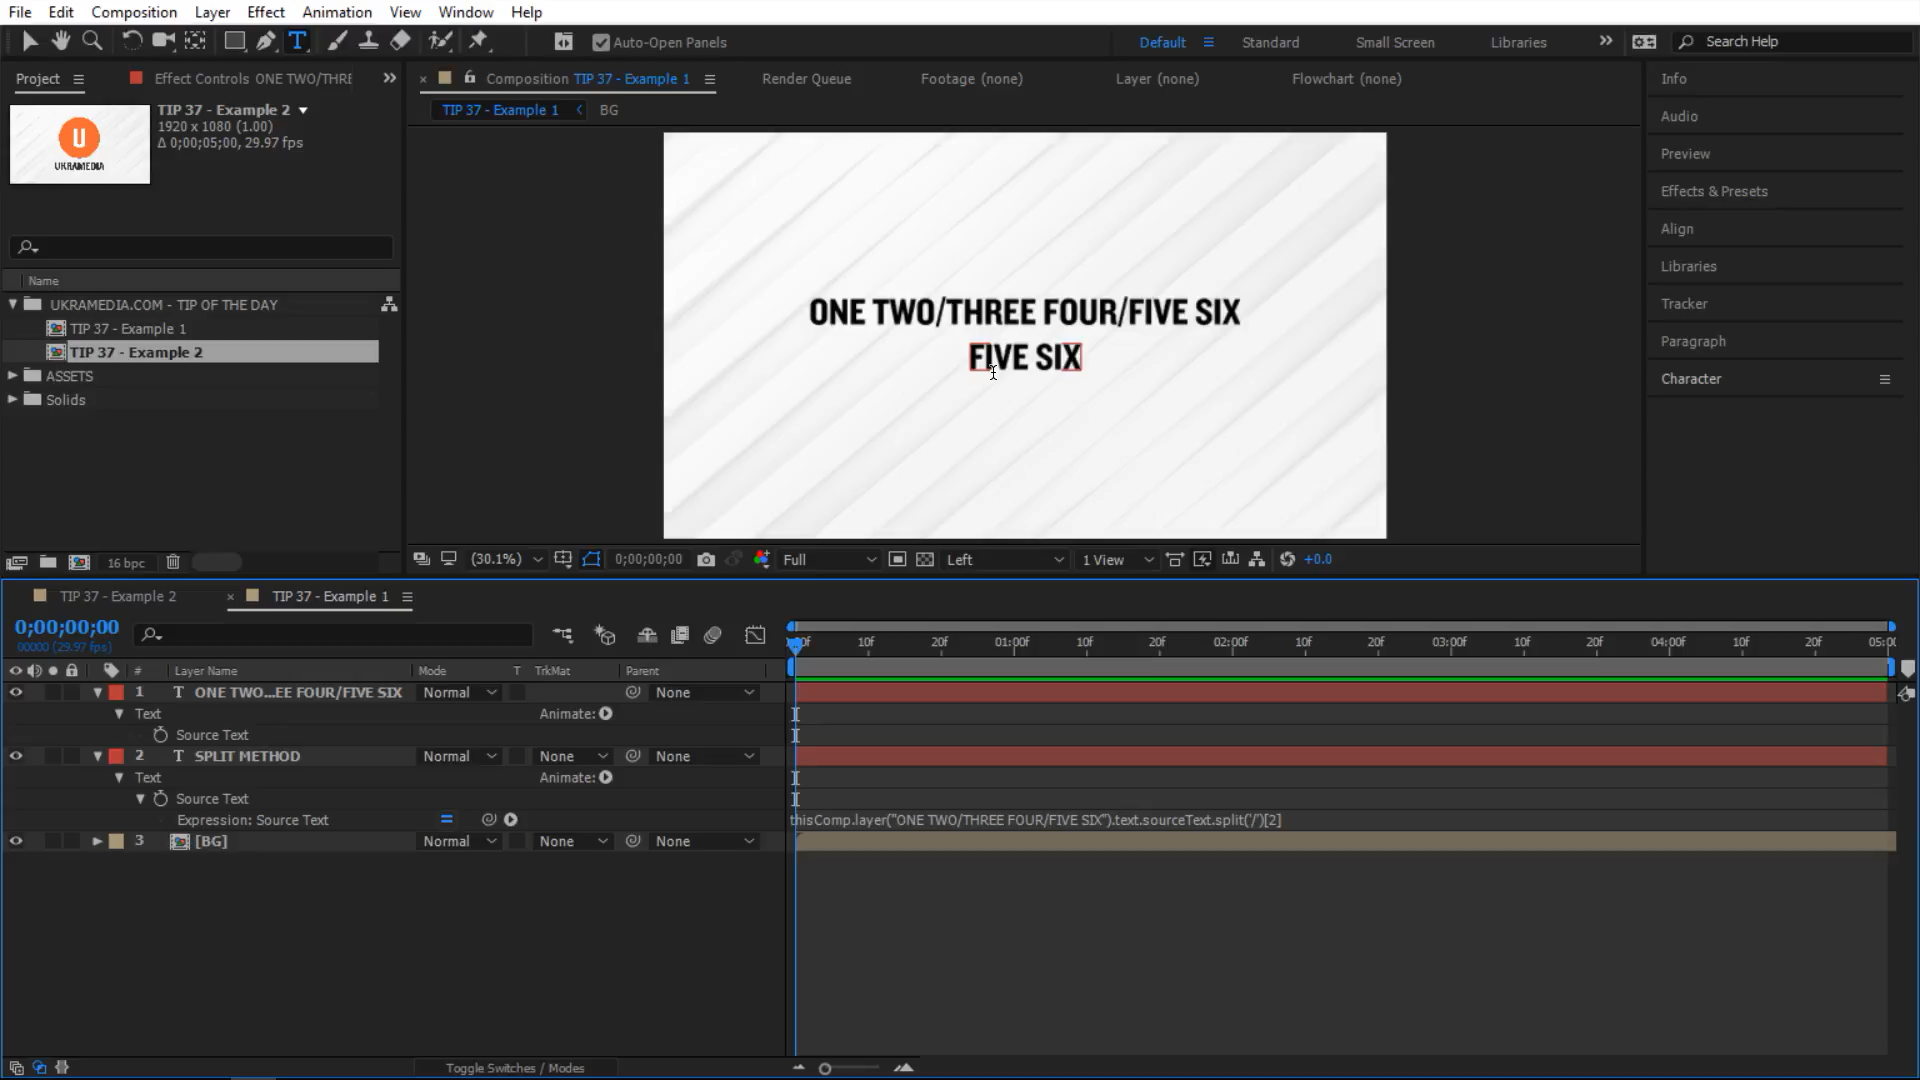 File Edit Composition Layer Effect Animation View Window Help
T Auto-Open Panels Default Standard Small Screen Libraries Search Help
Project Effect Controls ONE TWO/THRE Composition TIP 37 - Example 1 Render Queue Footage (none) Layer (none) Flowchart (none) Info
TIP 37 - Example 2
1920 x 1080 (1.00)
Δ 0;00;05;00, 29.97 fps
U
UKRAMEDIA
TIP 37 - Example 1 BG
Audio
Preview
Effects & Presets
Align
Libraries
Tracker
Paragraph
Character
Name
UKRAMEDIA.COM - TIP OF THE DAY
TIP 37 - Example 1
TIP 37 - Example 2
ASSETS
Solids
ONE TWO/THREE FOUR/FIVE SIX
FIVE SIX
16 bpc (30.1%) 0;00;00;00 Full Left 1 View +0.0
TIP 37 - Example 2 TIP 37 - Example 1
0;00;00;00
00000 (29.97 fps)
10f 20f 01:00f 10f 20f 02:00f 10f 20f 03:00f 10f 20f 04:00f 10f 20f 05:00
# Layer Name Mode T TrkMat Parent
1 T ONE TWO...EE FOUR/FIVE SIX Normal None
Text Animate:
Source Text
2 T SPLIT METHOD Normal None None
Text Animate:
Source Text
Expression: Source Text thisComp.layer("ONE TWO/THREE FOUR/FIVE SIX").text.sourceText.split('/')[2]
3 [BG] Normal None None
Toggle Switches / Modes